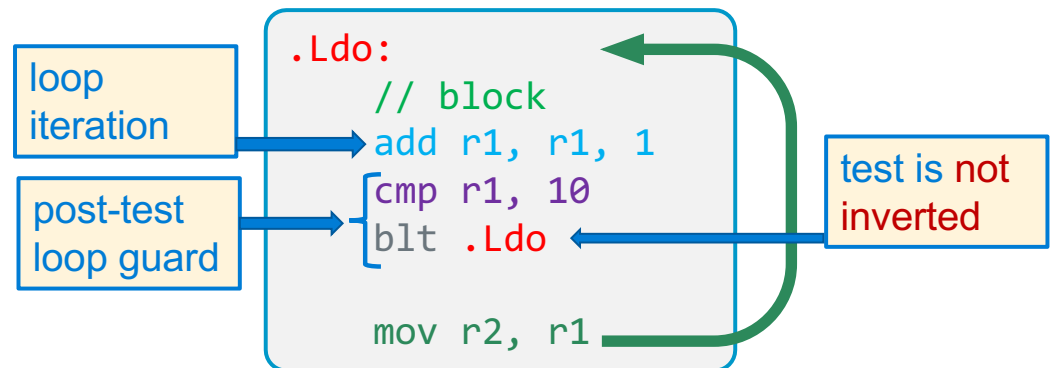 .Ldo:
// block
add r1, r1, 1
cmp r1, 10
blt .Ldo
mov r2, r1
loop
iteration
post-test
loop guard
test is not
inverted